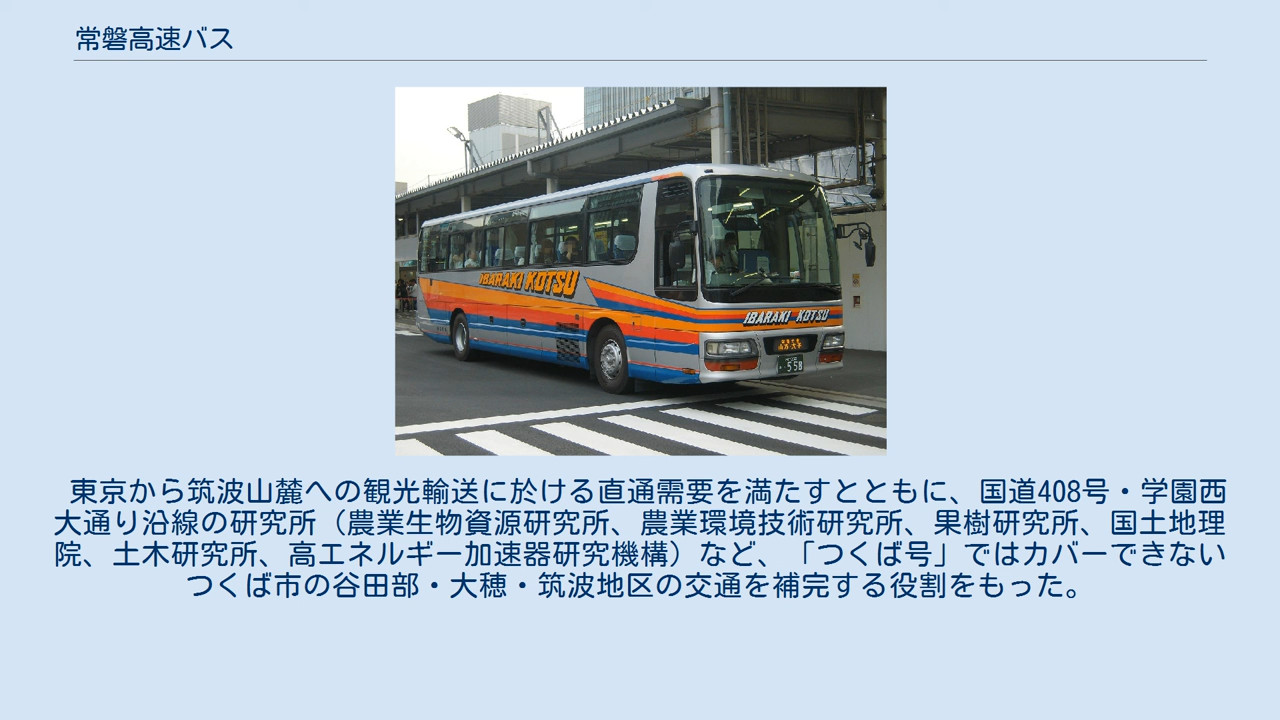 常磐高速バス
IBARAKI KOTSU
IBARAKI KOTSU
・558
東京から筑波山麓への観光輸送に於ける直通需要を満たすとともに、国道408号・学園西
大通り沿線の研究所（農業生物資源研究所、農業環境技術研究所、果樹研究所、国土地理
院、土木研究所、高エネルギー加速器研究機構）など、「つくば号」ではカバーできない
つくば市の谷田部・大穂・筑波地区の交通を補完する役割をもった。